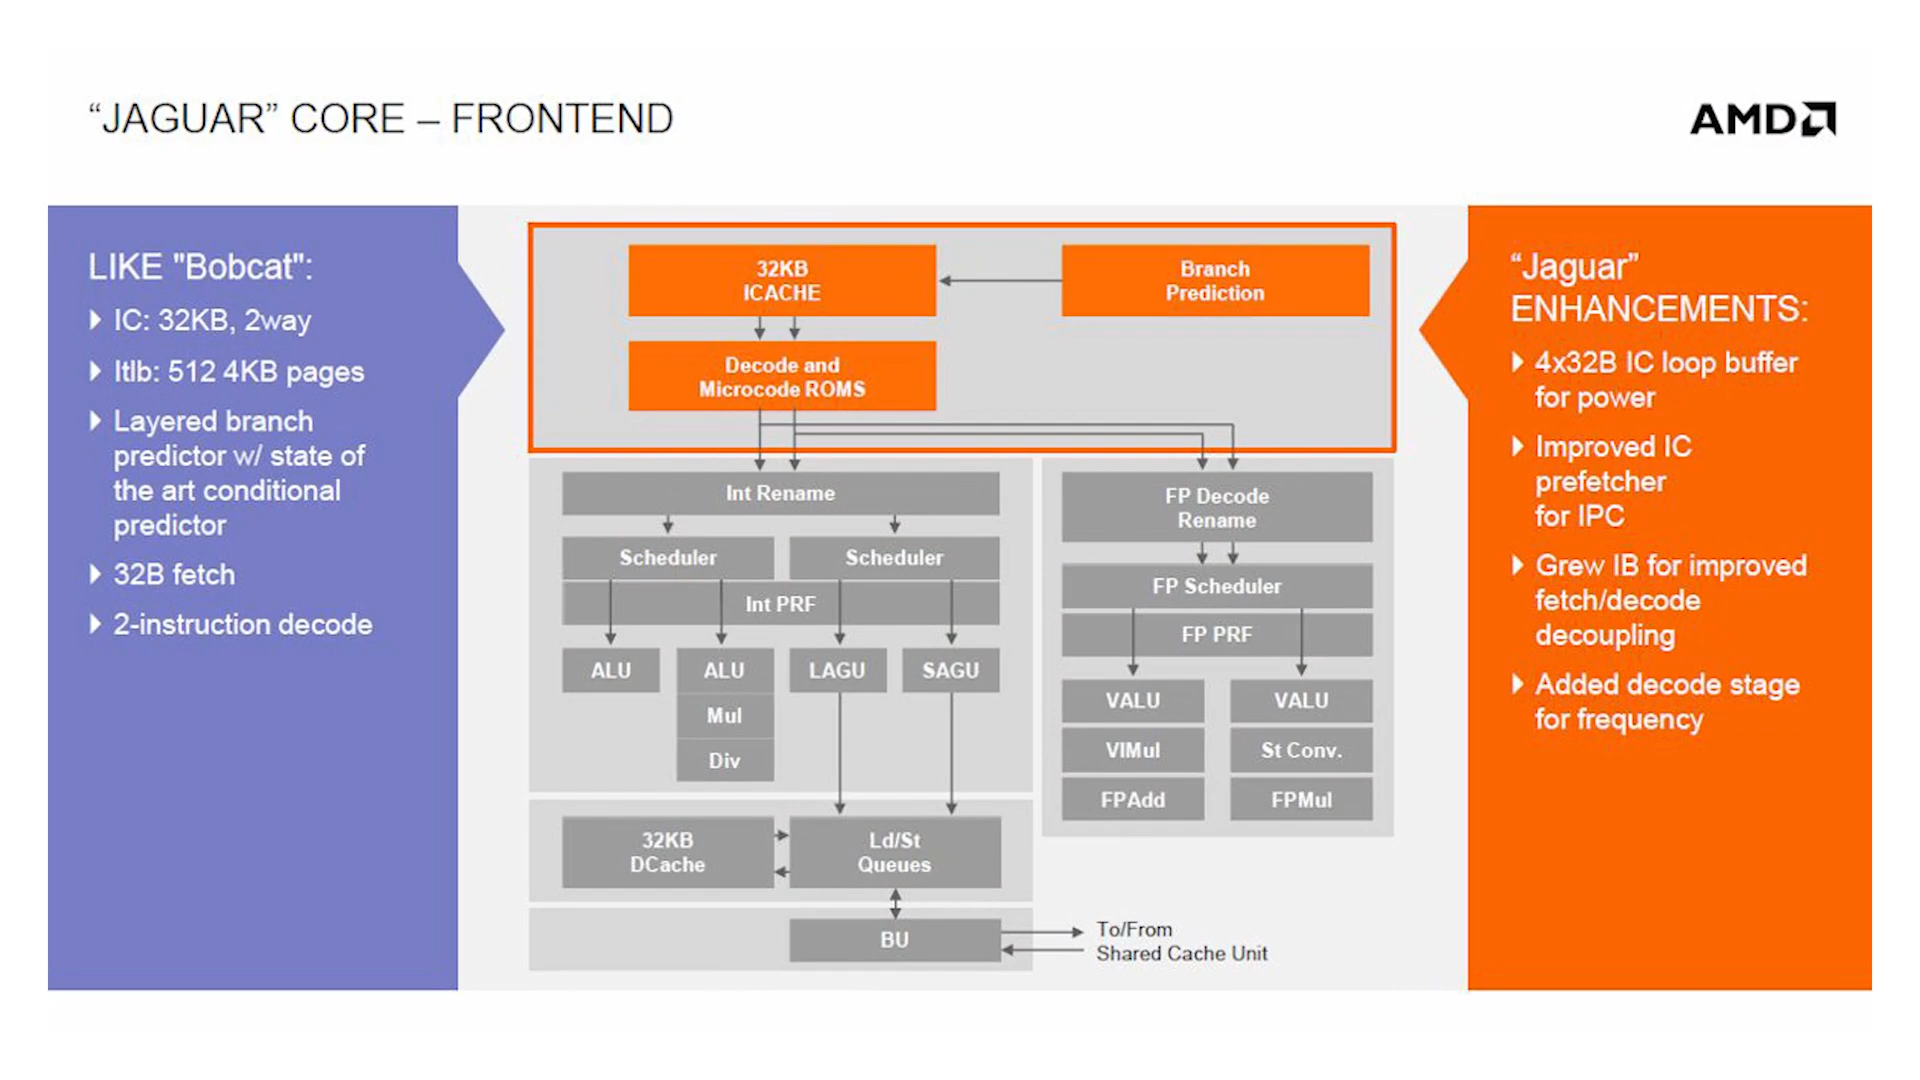 “JAGUAR” CORE – FRONTEND
AMD
LIKE "Bobcat":
IC: 32KB, 2way
Itlb: 512 4KB pages
Layered branch
predictor w/ state of
the art conditional
predictor
32B fetch
2-instruction decode
32KB
ICACHE
Branch
Prediction
Decode and
Microcode ROMS
Int Rename
Scheduler
Scheduler
Int PRF
ALU
ALU
LAGU
SAGU
Mul
Div
FP Decode
Rename
FP Scheduler
FP PRF
VALU
VALU
VIMul
St Conv.
FPAdd
FPMul
32KB
DCache
Ld/St
Queues
BU
To/From
Shared Cache Unit
“Jaguar”
ENHANCEMENTS:
4x32B IC loop buffer
for power
Improved IC
prefetcher
for IPC
Grew IB for improved
fetch/decode
decoupling
Added decode stage
for frequency